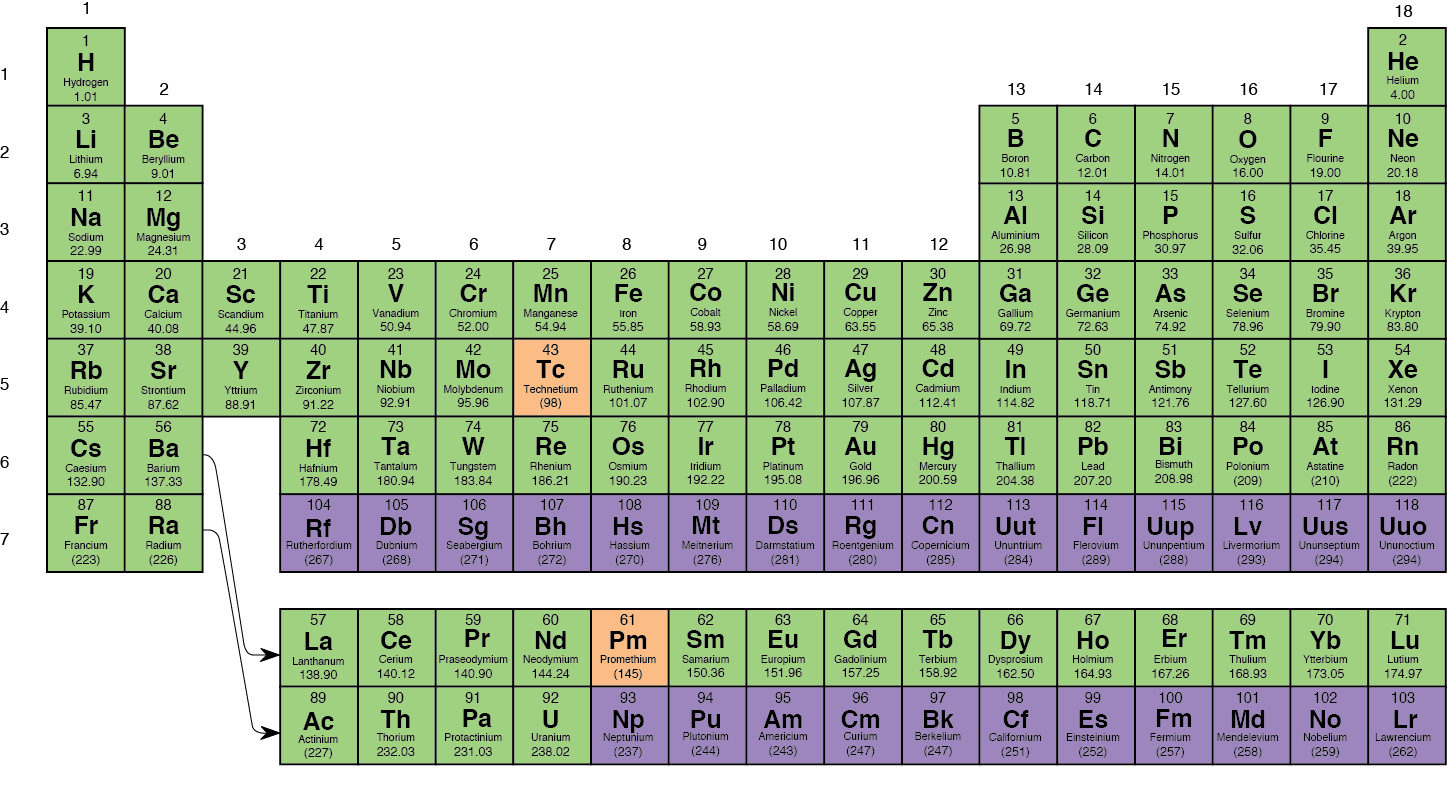 1
18
1
H
Hydrogen
1.01
2
He
Helium
4.00
1
2
13
14
15
16
17
3
Li
Lithium
6.94
4
Be
Beryllium
9.01
5
B
Boron
10.81
6
C
Carbon
12.01
7
N
Nitrogen
14.01
8
O
Oxygen
16.00
9
F
Flourine
19.00
10
Ne
Neon
20.18
2
11
Na
Sodium
22.99
12
Mg
Magnesium
24.31
13
Al
Aluminium
26.98
14
Si
Silicon
28.09
15
P
Phosphorus
30.97
16
S
Sulfur
32.06
17
Cl
Chlorine
35.45
18
Ar
Argon
39.95
3
3
4
5
6
7
8
9
10
11
12
19
K
Potassium
39.10
20
Ca
Calcium
40.08
21
Sc
Scandium
44.96
22
Ti
Titanium
47.87
23
V
Vanadium
50.94
24
Cr
Chromium
52.00
25
Mn
Manganese
54.94
26
Fe
Iron
55.85
27
Co
Cobalt
58.93
28
Ni
Nickel
58.69
29
Cu
Copper
63.55
30
Zn
Zinc
65.38
31
Ga
Gallium
69.72
32
Ge
Germanium
72.63
33
As
Arsenic
74.92
34
Se
Selenium
78.96
35
Br
Bromine
79.90
36
Kr
Krypton
83.80
4
37
Rb
Rubidium
85.47
38
Sr
Strontium
87.62
39
Y
Yttrium
88.91
40
Zr
Zirconium
91.22
41
Nb
Niobium
92.91
42
Mo
Molybdenum
95.96
43
Tc
Technetium
(98)
44
Ru
Ruthenium
101.07
45
Rh
Rhodium
102.90
46
Pd
Palladium
106.42
47
Ag
Silver
107.87
48
Cd
Cadmium
112.41
49
In
Indium
114.82
50
Sn
Tin
118.71
51
Sb
Antimony
121.76
52
Te
Tellurium
127.60
53
I
Iodine
126.90
54
Xe
Xenon
131.29
5
55
Cs
Caesium
132.90
56
Ba
Barium
137.33
72
Hf
Hafnium
178.49
73
Ta
Tantalum
180.94
74
W
Tungstem
183.84
75
Re
Rhenium
186.21
76
Os
Osmium
190.23
77
Ir
Iridium
192.22
78
Pt
Platinum
195.08
79
Au
Gold
196.96
80
Hg
Mercury
200.59
81
Tl
Thallium
204.38
82
Pb
Lead
207.20
83
Bi
Bismuth
208.98
84
Po
Polonium
(209)
85
At
Astatine
(210)
86
Rn
Radon
(222)
6
87
Fr
Francium
(223)
88
Ra
Radium
(226)
104
Rf
Rutherfordium
(267)
105
Db
Dubnium
(268)
106
Sg
Seabergium
(271)
107
Bh
Bohrium
(272)
108
Hs
Hassium
(270)
109
Mt
Meitnerium
(276)
110
Ds
Darmstatium
(281)
111
Rg
Roentgenium
(280)
112
Cn
Copernicium
(285)
113
Uut
Ununtrium
(284)
114
Fl
Flerovium
(289)
115
Uup
Ununpentium
(288)
116
Lv
Livermorium
(293)
117
Uus
Ununseptium
(294)
118
Uuo
Ununoctium
(294)
7
57
La
Lanthanum
138.90
58
Ce
Cerium
140.12
59
Pr
Praseodymium
140.90
60
Nd
Neodymium
144.24
61
Pm
Promethium
(145)
62
Sm
Samarium
150.36
63
Eu
Europium
151.96
64
Gd
Gadolinium
157.25
65
Tb
Terbium
158.92
66
Dy
Dysprosium
162.50
67
Ho
Holmium
164.93
68
Er
Erbium
167.26
69
Tm
Thulium
168.93
70
Yb
Ytterbium
173.05
71
Lu
Lutium
174.97
89
Ac
Actinium
(227)
90
Th
Thorium
232.03
91
Pa
Protactinium
231.03
92
U
Uranium
238.02
93
Np
Neptunium
(237)
94
Pu
Plutonium
(244)
95
Am
Americium
(243)
96
Cm
Curium
(247)
97
Bk
Berkelium
(247)
98
Cf
Californium
(251)
99
Es
Einsteinium
(252)
100
Fm
Fermium
(257)
101
Md
Mendelevium
(258)
102
No
Nobelium
(259)
103
Lr
Lawrencium
(262)